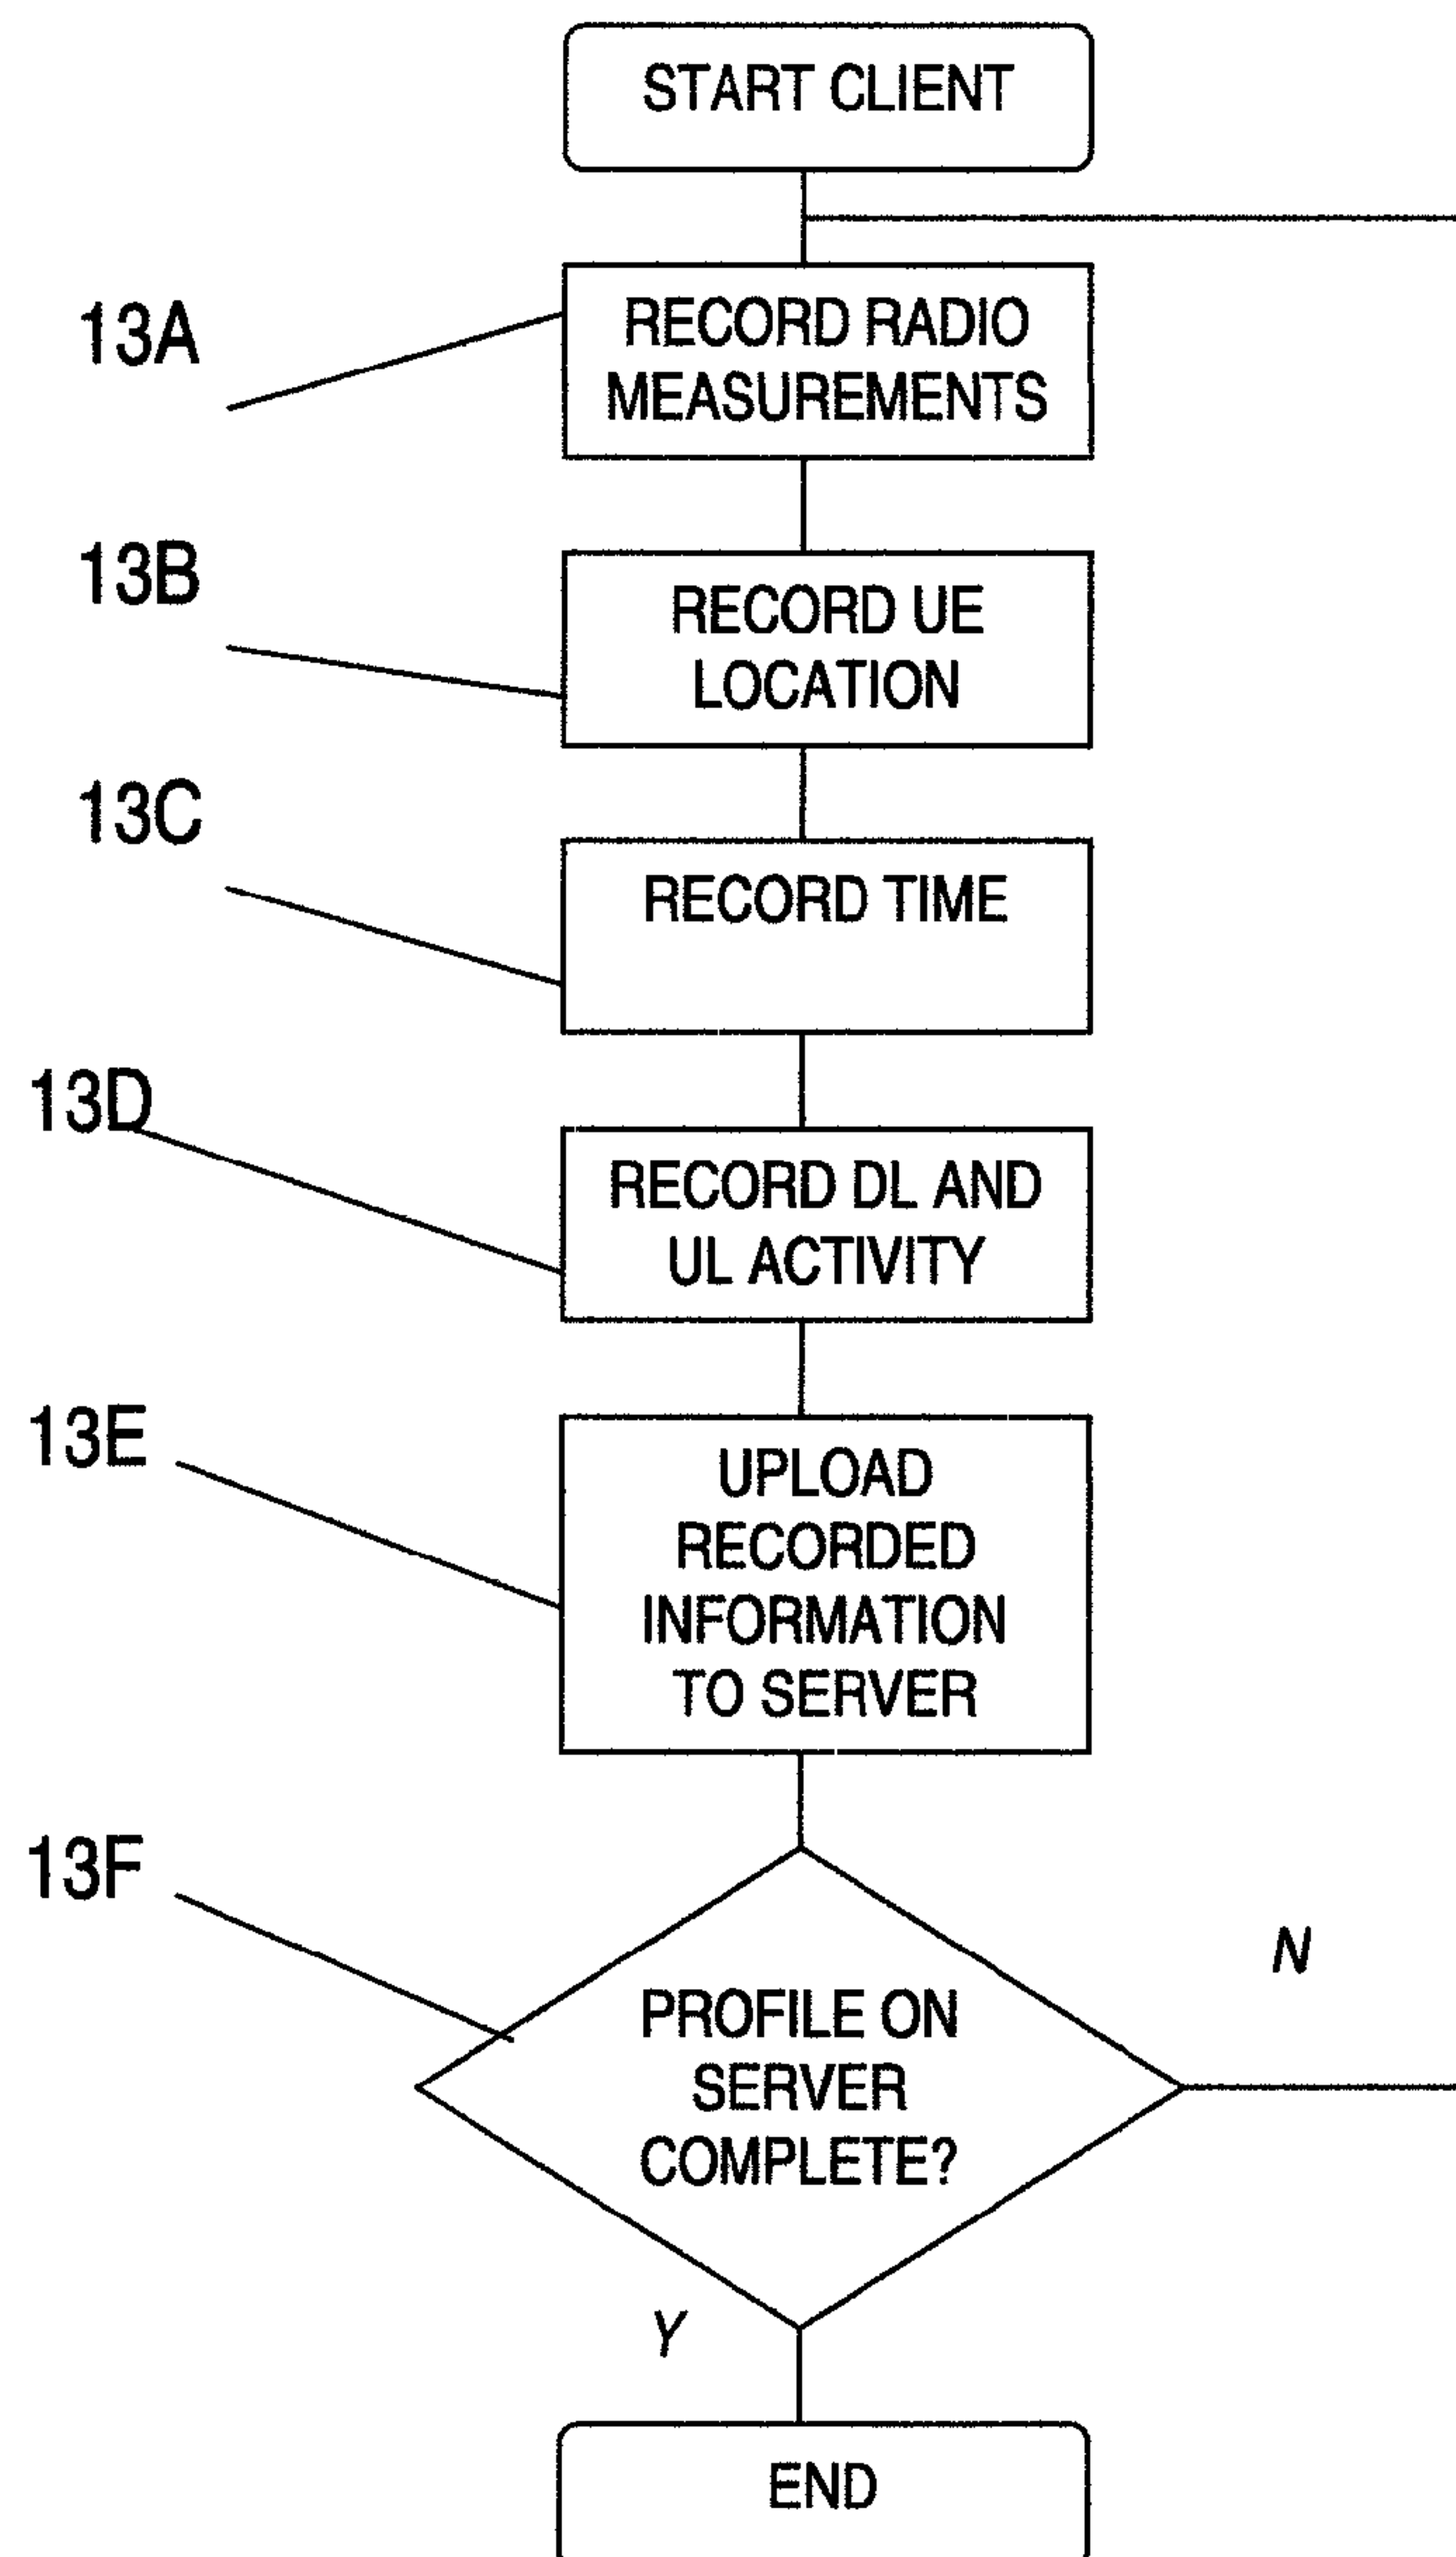 START CLIENT
13A
RECORD RADIO
MEASUREMENTS
13B
RECORD UE
LOCATION
13C
RECORD TIME
13D
RECORD DL AND
UL ACTIVITY
13E
UPLOAD
RECORDED
INFORMATION
TO SERVER
13F
N
PROFILE ON
SERVER
COMPLETE?
Y
END